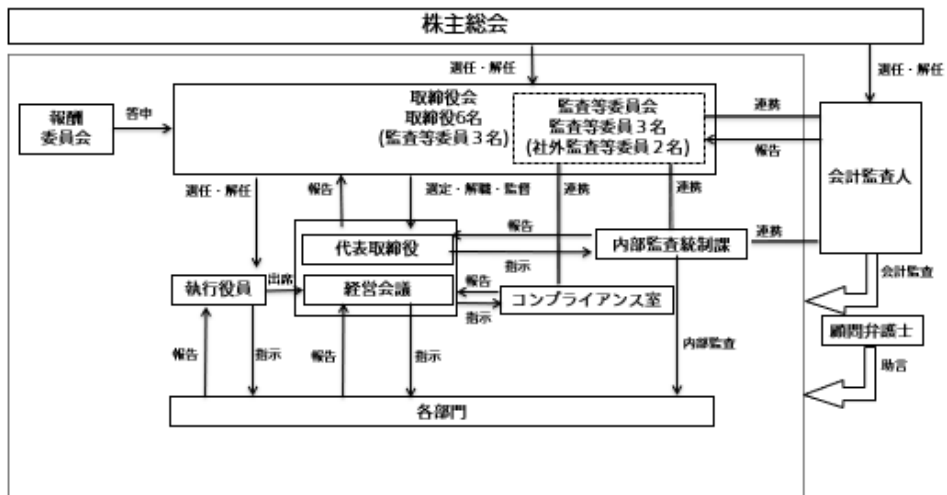 株主総会
選任・解任
選任・解任
報酬
委員会
答申
取締役会
取締役6名
(監査等委員3名)
監査等委員会
監査等委員3名
(社外監査等委員2名)
連携
報告
会計監査人
選任・解任
報告
選定・解職・監督
連携
連携
代表取締役
報告
指示
内部監査統制課
連携
執行役員
出席
経営会議
報告
指示
コンプライアンス室
会計監査
顧問弁護士
助言
報告
指示
報告
指示
内部監査
各部門